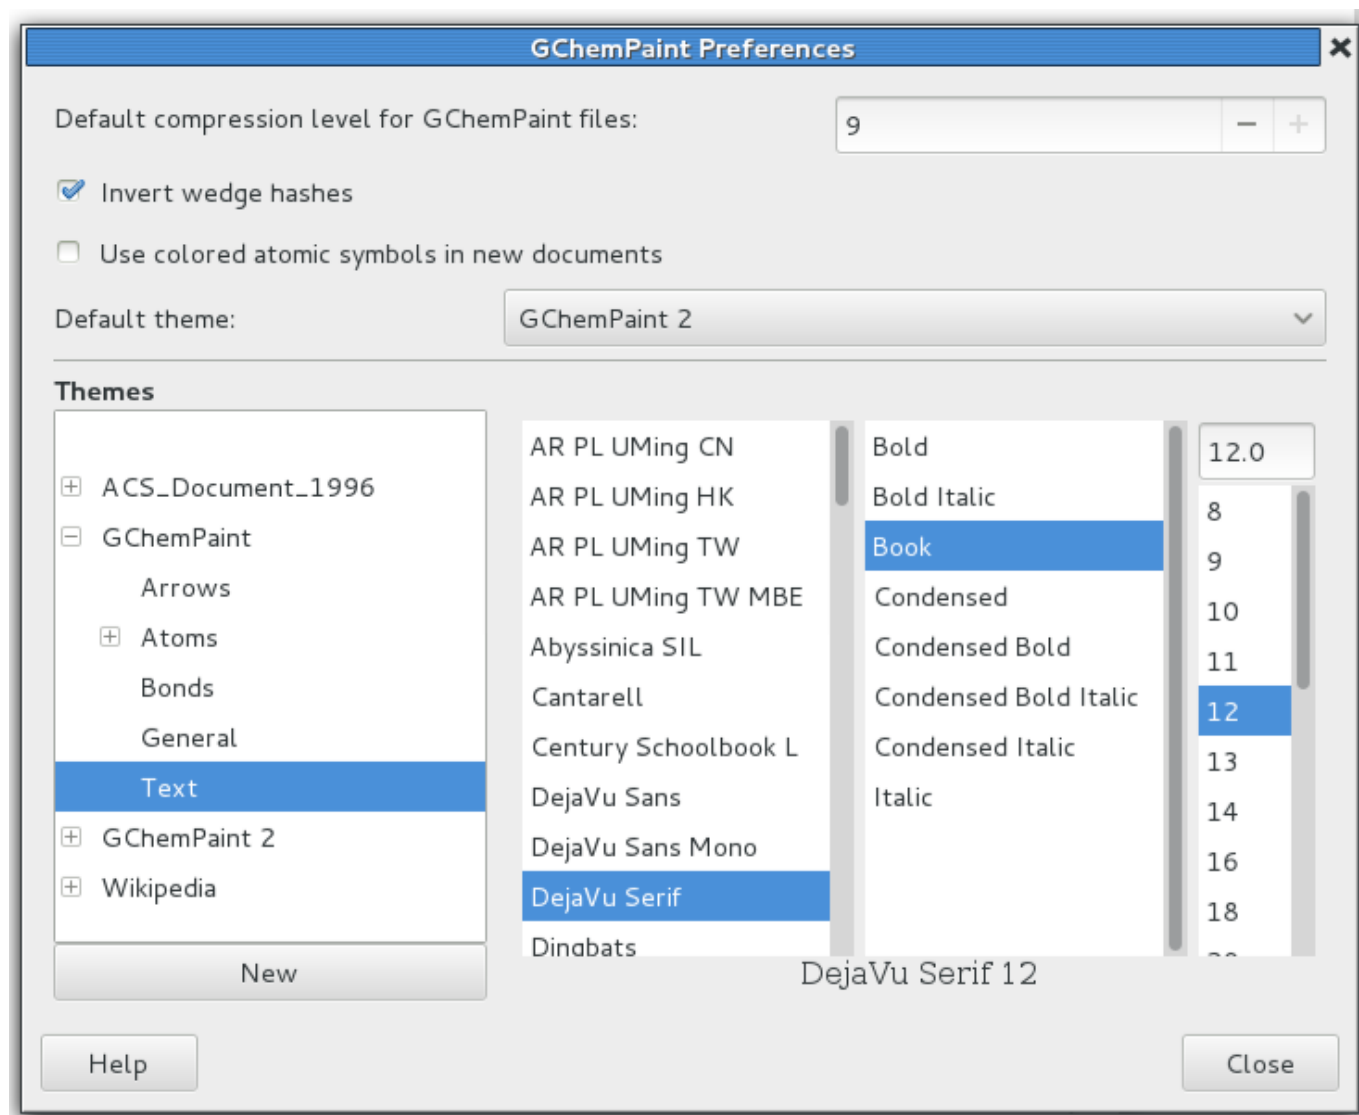 GChemPaint Preferences
Default compression level for GChemPaint files:
9
Invert wedge hashes
Use colored atomic symbols in new documents
Default theme:
GChemPaint 2
Themes
ACS_Document_1996
GChemPaint
Arrows
Atoms
Bonds
General
Text
GChemPaint 2
Wikipedia
New
AR PL UMing CN
AR PL UMing HK
AR PL UMing TW
AR PL UMing TW MBE
Abyssinica SIL
Cantarell
Century Schoolbook L
DejaVu Sans
DejaVu Sans Mono
DejaVu Serif
Dingbats
Bold
Bold Italic
Book
Condensed
Condensed Bold
Condensed Bold Italic
Condensed Italic
Italic
12.0
8
9
10
11
12
13
14
16
18
DejaVu Serif 12
Help
Close